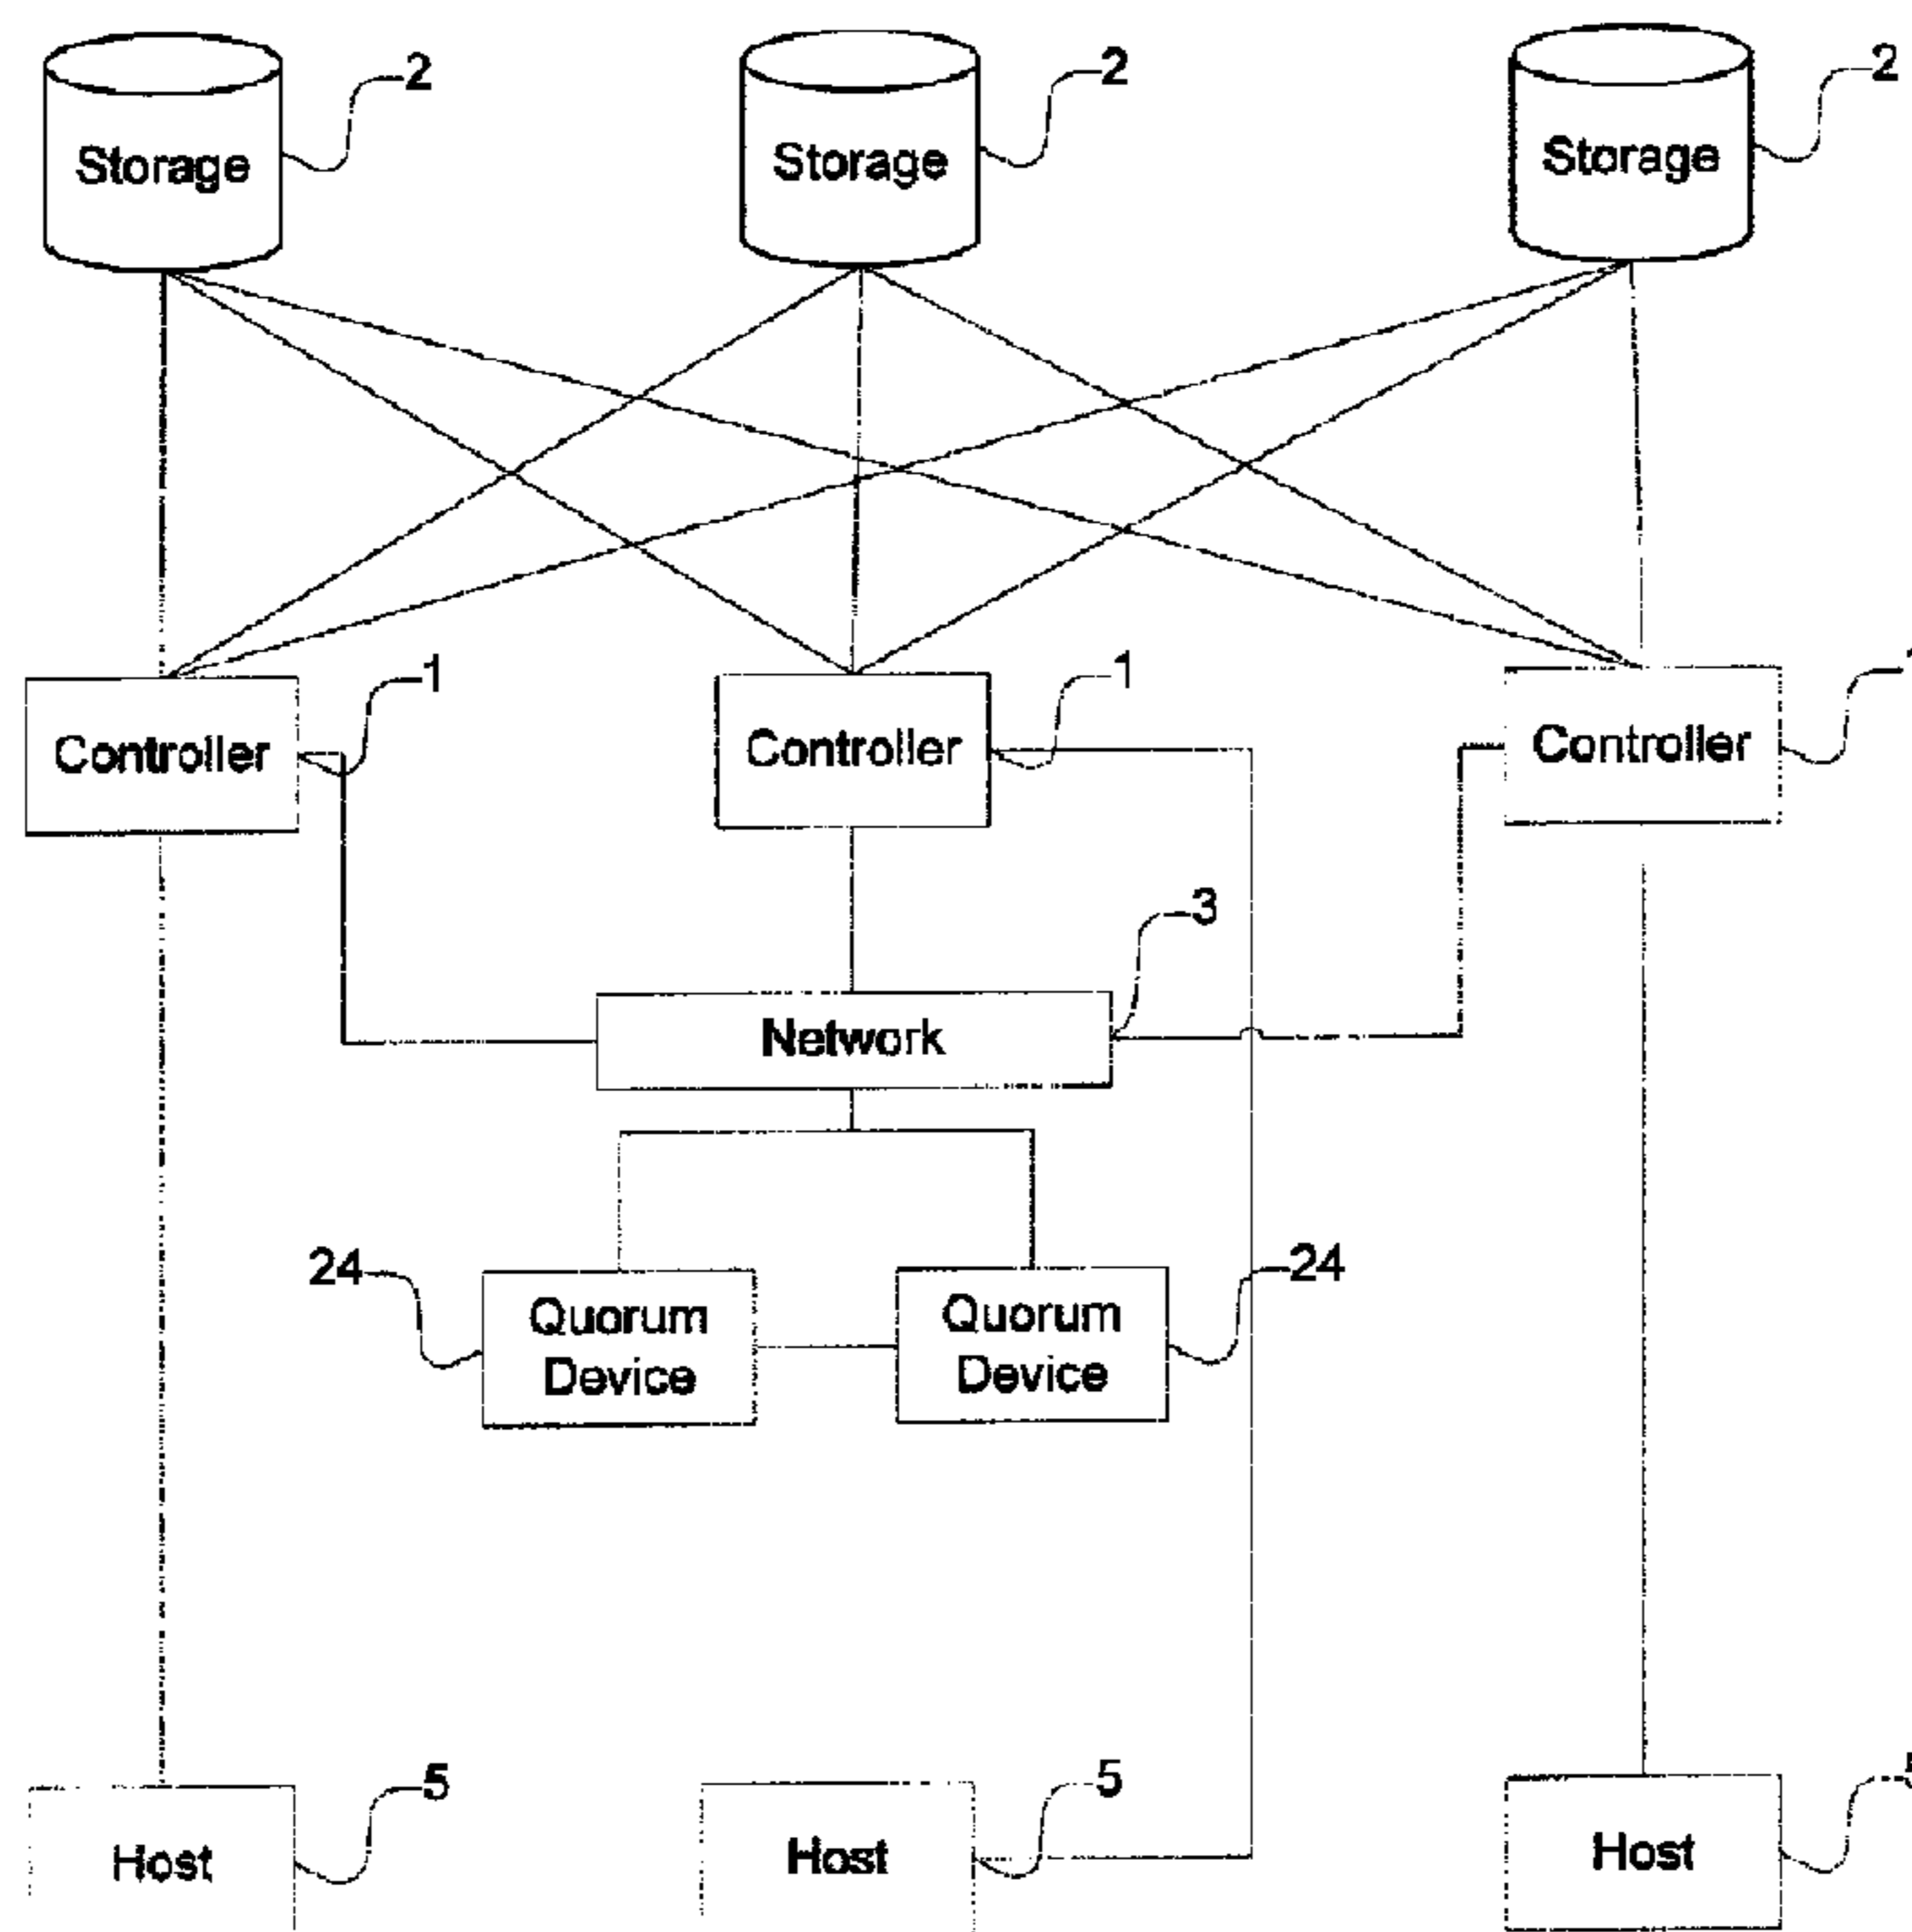 2
2
2
Storage
Storage
Storage
1
1
Controller
Controller
Controller
3
Network
24
24
Quorum
Device
Quorum
Device
5
5
5
Host
Host
Host